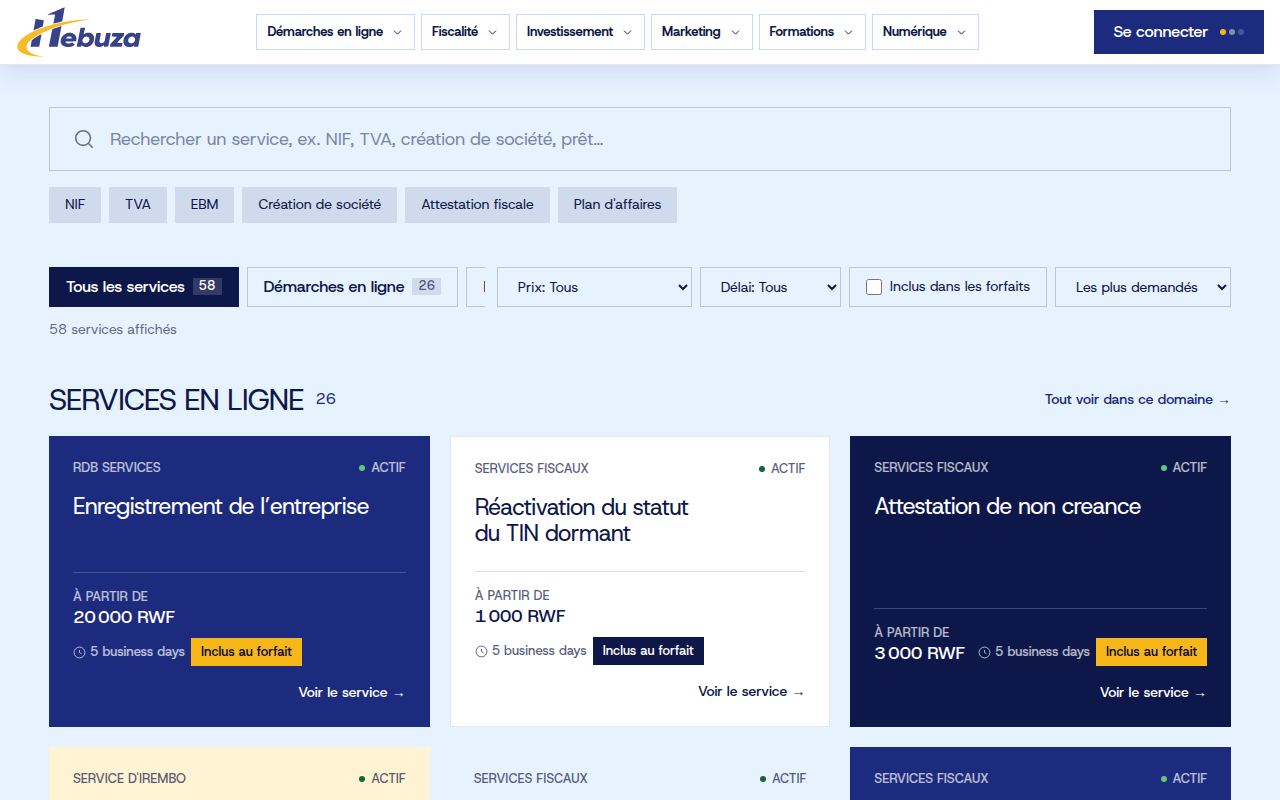 Hebuza
Démarches en ligne
Fiscalité
Investissement
Marketing
Formations
Numérique
Se connecter
Rechercher un service, ex. NIF, TVA, création de société, prêt...
NIF
TVA
EBM
Création de société
Attestation fiscale
Plan d'affaires
Tous les services 58
Démarches en ligne 26
Prix: Tous
Délai: Tous
Inclus dans les forfaits
Les plus demandés
58 services affichés
SERVICES EN LIGNE 26
Tout voir dans ce domaine →
RDB SERVICES
ACTIF
Enregistrement de l'entreprise
À PARTIR DE
20 000 RWF
5 business days
Inclus au forfait
Voir le service →
SERVICES FISCAUX
ACTIF
Réactivation du statut
du TIN dormant
À PARTIR DE
1 000 RWF
5 business days
Inclus au forfait
Voir le service →
SERVICES FISCAUX
ACTIF
Attestation de non creance
À PARTIR DE
3 000 RWF
5 business days
Inclus au forfait
Voir le service →
SERVICE D'IREMBO
ACTIF
SERVICES FISCAUX
ACTIF
SERVICES FISCAUX
ACTIF